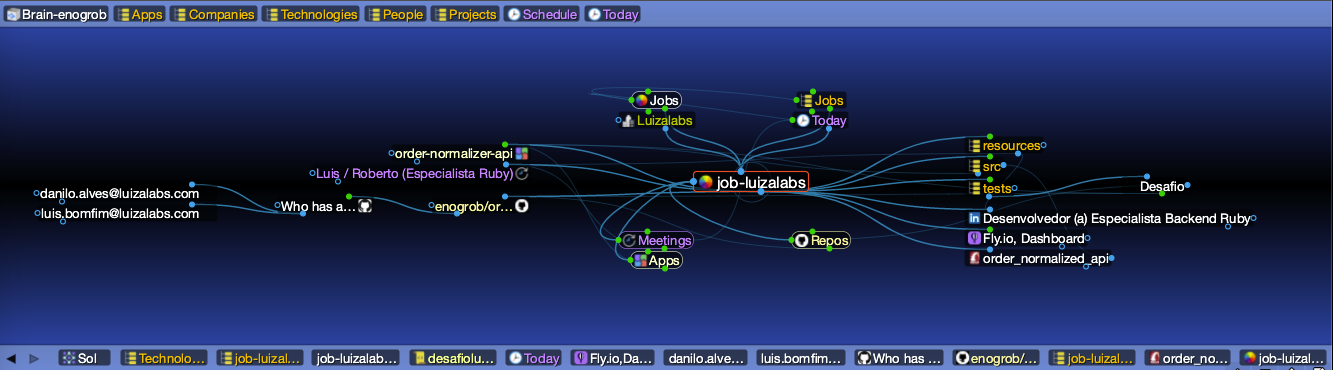 Brain-enogrob Apps Companies Technologies People Projects Schedule Today
Jobs Jobs
Luizalabs Today
order-normalizer-api resources
Luis / Roberto (Especialista Ruby) src
job-luizalabs
tests Desafio
danilo.alves@luizalabs.com
Who has a... enogrob/or...
luis.bomfim@luizalabs.com Desenvolvedor (a) Especialista Backend Ruby
Meetings Repos Fly.io, Dashboard
Apps order_normalized_api
Sol Technolo... job-luizal... job-luizalab... desafiolu... Today Fly.io,Da... danilo.alve... luis.bomfim... Who has ... enogrob/... job-luizal... order_no... job-luizal...